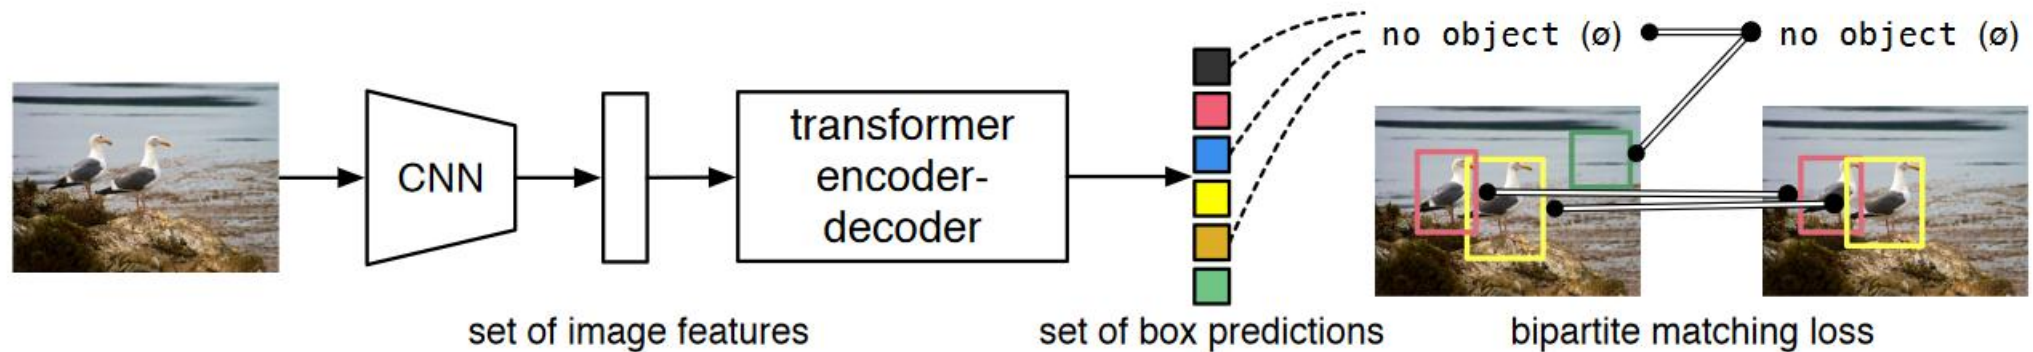 no object (ø)
no object (ø)
CNN
transformer
encoder-
decoder
set of image features
set of box predictions
bipartite matching loss